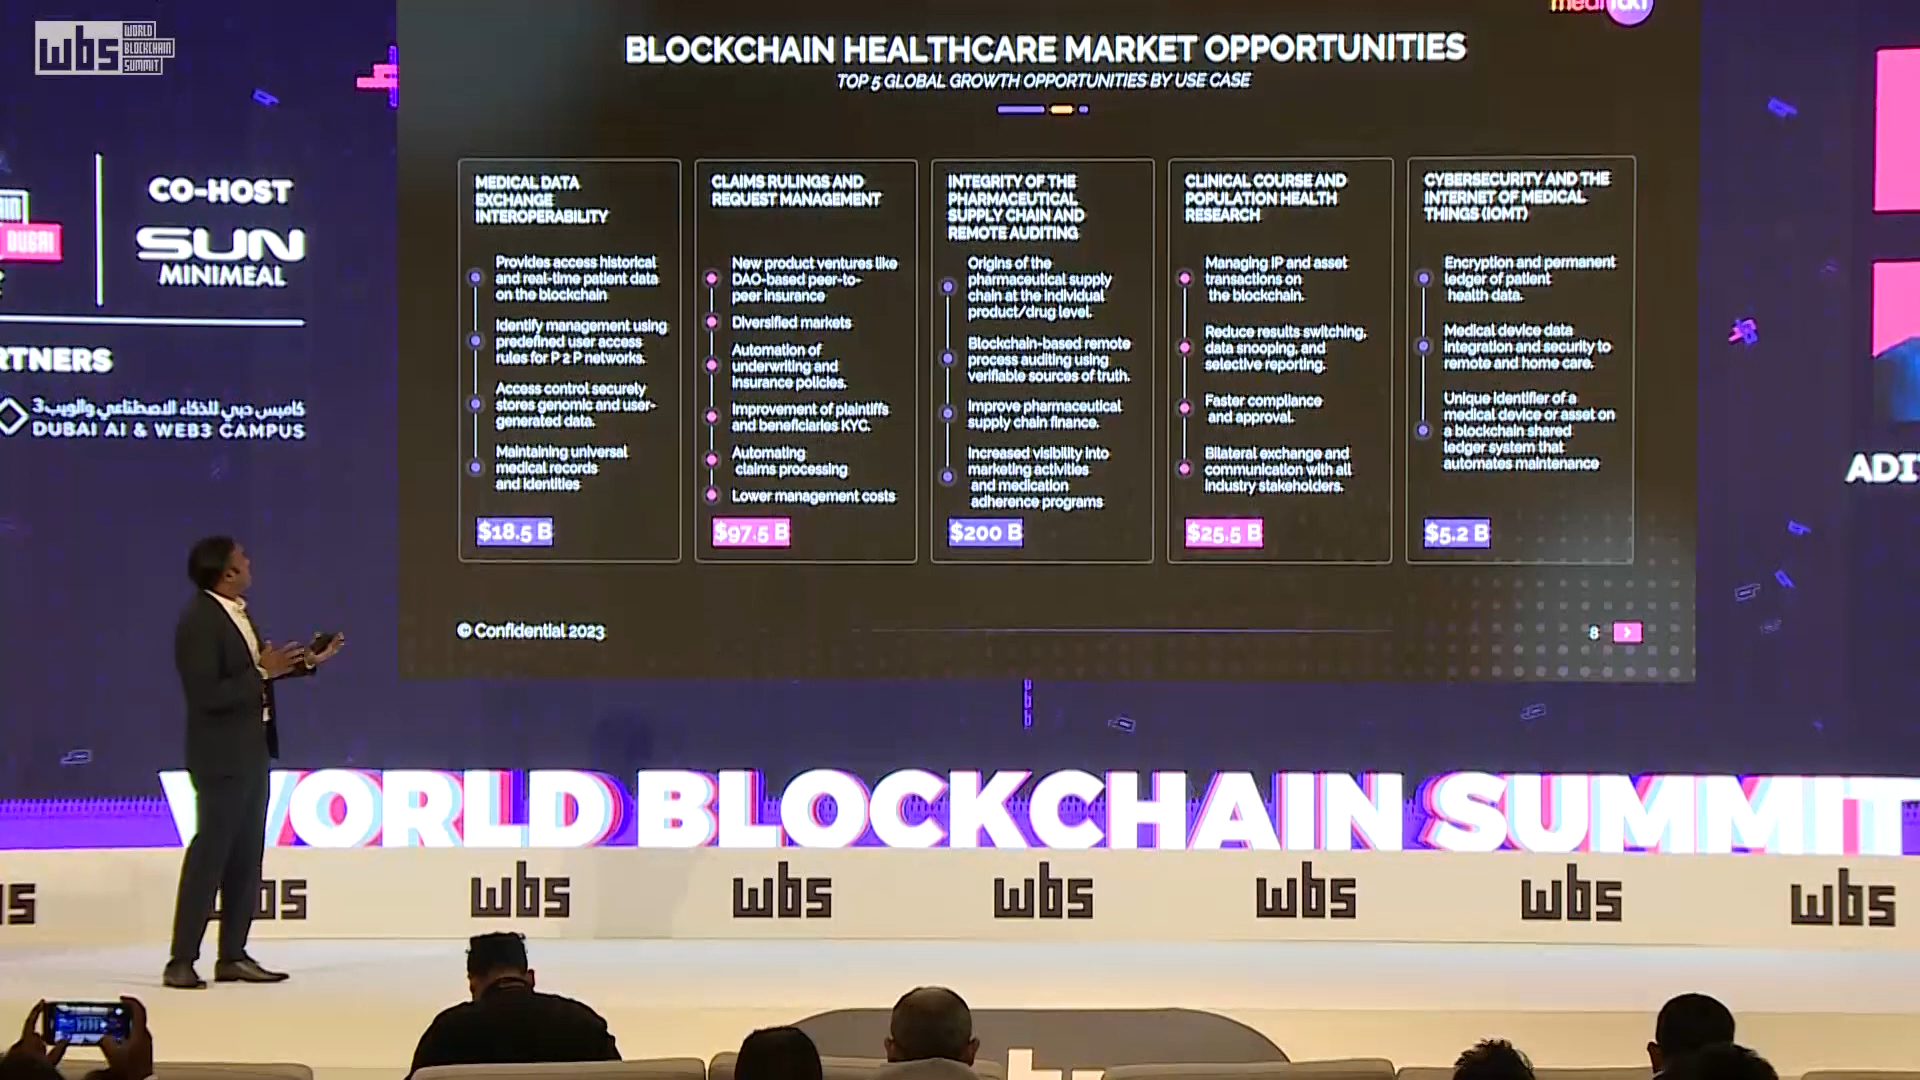 wbs WORLD
BLOCKCHAIN
SUMMIT
CO-HOST
SUN
MINIMEAL
DUBAI
RTNERS
كامبس دبي للذكاء الاصطناعي والويب3
DUBAI AI & WEB3 CAMPUS
BLOCKCHAIN HEALTHCARE MARKET OPPORTUNITIES
TOP 5 GLOBAL GROWTH OPPORTUNITIES BY USE CASE
MEDICAL DATA
EXCHANGE
INTEROPERABILITY
Provides access historical
and real-time patient data
on the blockchain
Identify management using
predefined user access
rules for P 2 P networks.
Access control securely
stores genomic and user-
generated data.
Maintaining universal
medical records
and identities
$18.5 B
CLAIMS RULINGS AND
REQUEST MANAGEMENT
New product ventures like
DAO-based peer-to-
peer insurance
Diversified markets
Automation of
underwriting and
insurance policies.
Improvement of plaintiffs
and beneficiaries KYC.
Automating
claims processing
Lower management costs
$97.5 B
INTEGRITY OF THE
PHARMACEUTICAL
SUPPLY CHAIN AND
REMOTE AUDITING
Origins of the
pharmaceutical supply
chain at the individual
product/drug level.
Blockchain-based remote
process auditing using
verifiable sources of truth.
Improve pharmaceutical
supply chain finance.
Increased visibility into
marketing activities
and medication
adherence programs
$200 B
CLINICAL COURSE AND
POPULATION HEALTH
RESEARCH
Managing IP and asset
transactions on
the blockchain.
Reduce results switching,
data snooping, and
selective reporting.
Faster compliance
and approval.
Bilateral exchange and
communication with all
industry stakeholders.
$25.5 B
CYBERSECURITY AND THE
INTERNET OF MEDICAL
THINGS (IOMT)
Encryption and permanent
ledger of patient
health data.
Medical device data
integration and security to
remote and home care.
Unique identifier of a
medical device or asset on
a blockchain shared
ledger system that
automates maintenance
$5.2 B
© Confidential 2023
8
ADI
WORLD BLOCKCHAIN SUMMIT
wbs wbs wbs wbs wbs wbs